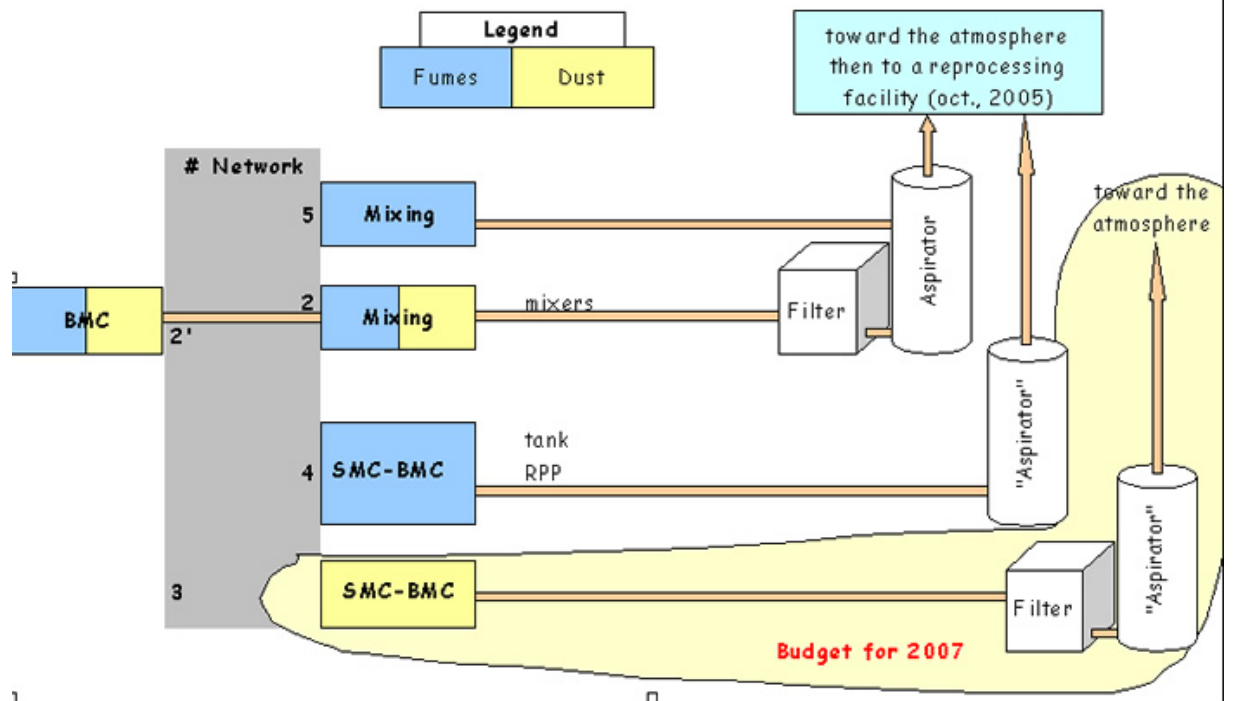 Legend
Fumes
Dust
toward the atmosphere
then to a reprocessing
facility (oct., 2005)
# Network
5
Mixing
Aspirator
toward the
atmosphere
2
Mixing
mixers
Filter
BMC
2'
4
SMC-BMC
tank
RPP
"Aspirator"
3
SMC-BMC
Filter
"Aspirator"
Budget for 2007